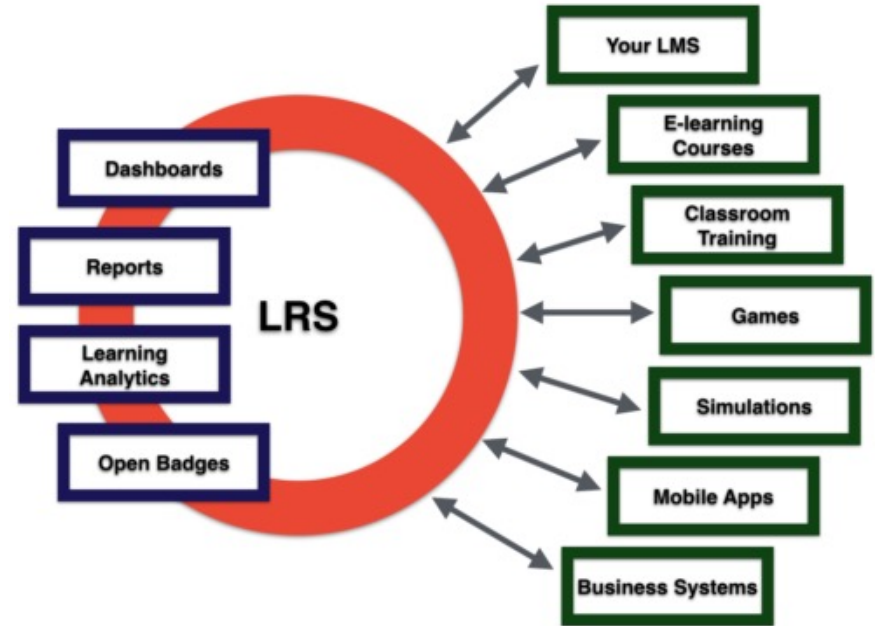 Dashboards
Reports
Learning
Analytics
Open Badges
LRS
Your LMS
E-learning
Courses
Classroom
Training
Games
Simulations
Mobile Apps
Business Systems